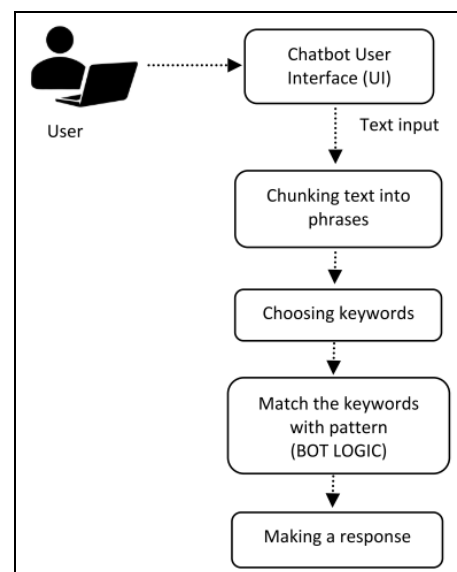 Chatbot User
Interface (UI)
User
Text input
Chunking text into
phrases
Choosing keywords
Match the keywords
with pattern
(BOT LOGIC)
Making a response